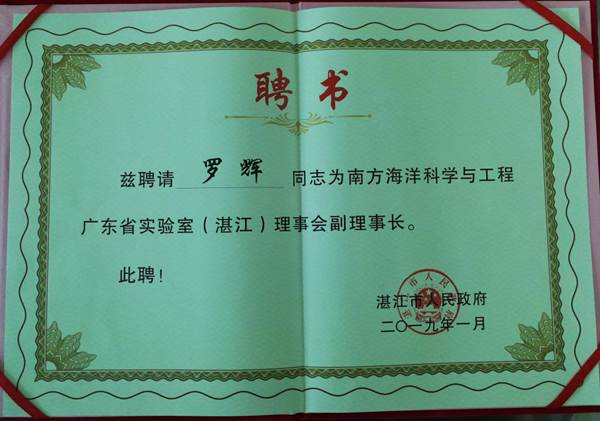 聘书
兹聘请 罗辉 同志为南方海洋科学与工程
广东省实验室(湛江)理事会副理事长。
此聘!
湛江市人民政府
二〇一九年一月